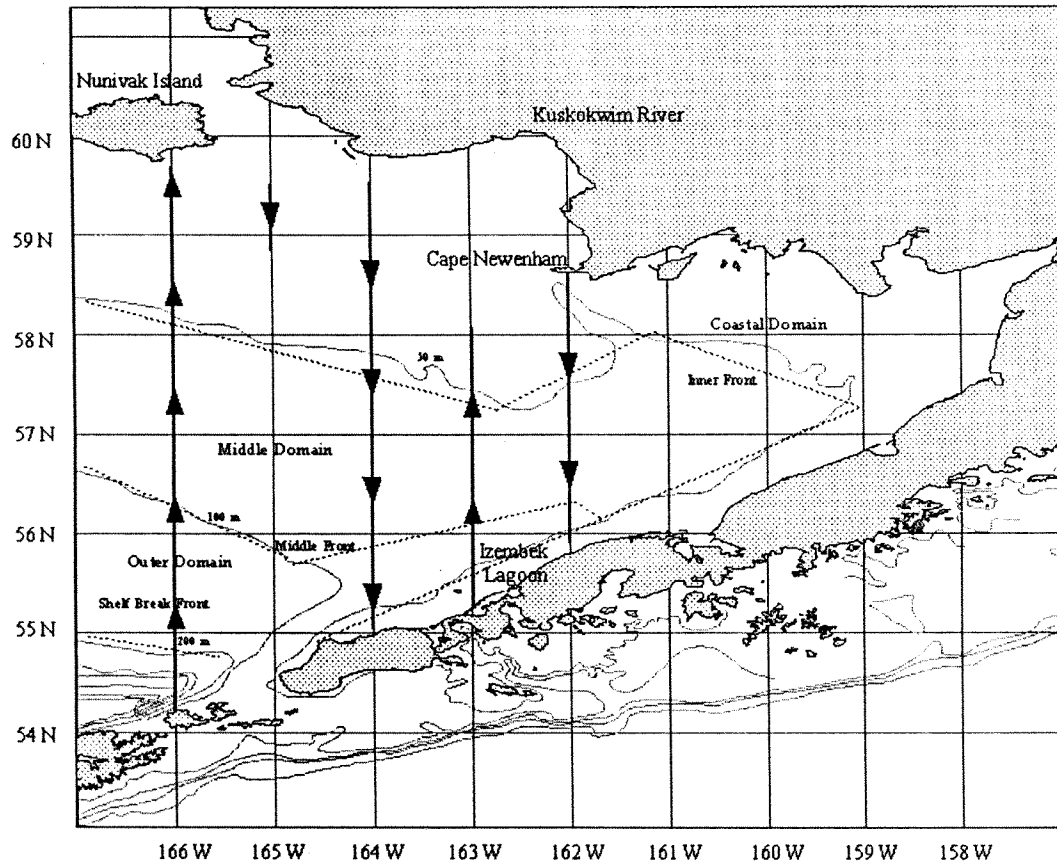 Nunivak Island
Kuskokwim River
60 N
59 N
Cape Newenham
Coastal Domain
58 N
50 m
Inner Front
57 N
Middle Domain
100 m
56 N
Middle Front
Outer Domain
Izembek
Lagoon
Shelf Break Front
55 N
200 m
54 N
166 W 165 W 164 W 163 W 162 W 161 W 160 W 159 W 158 W